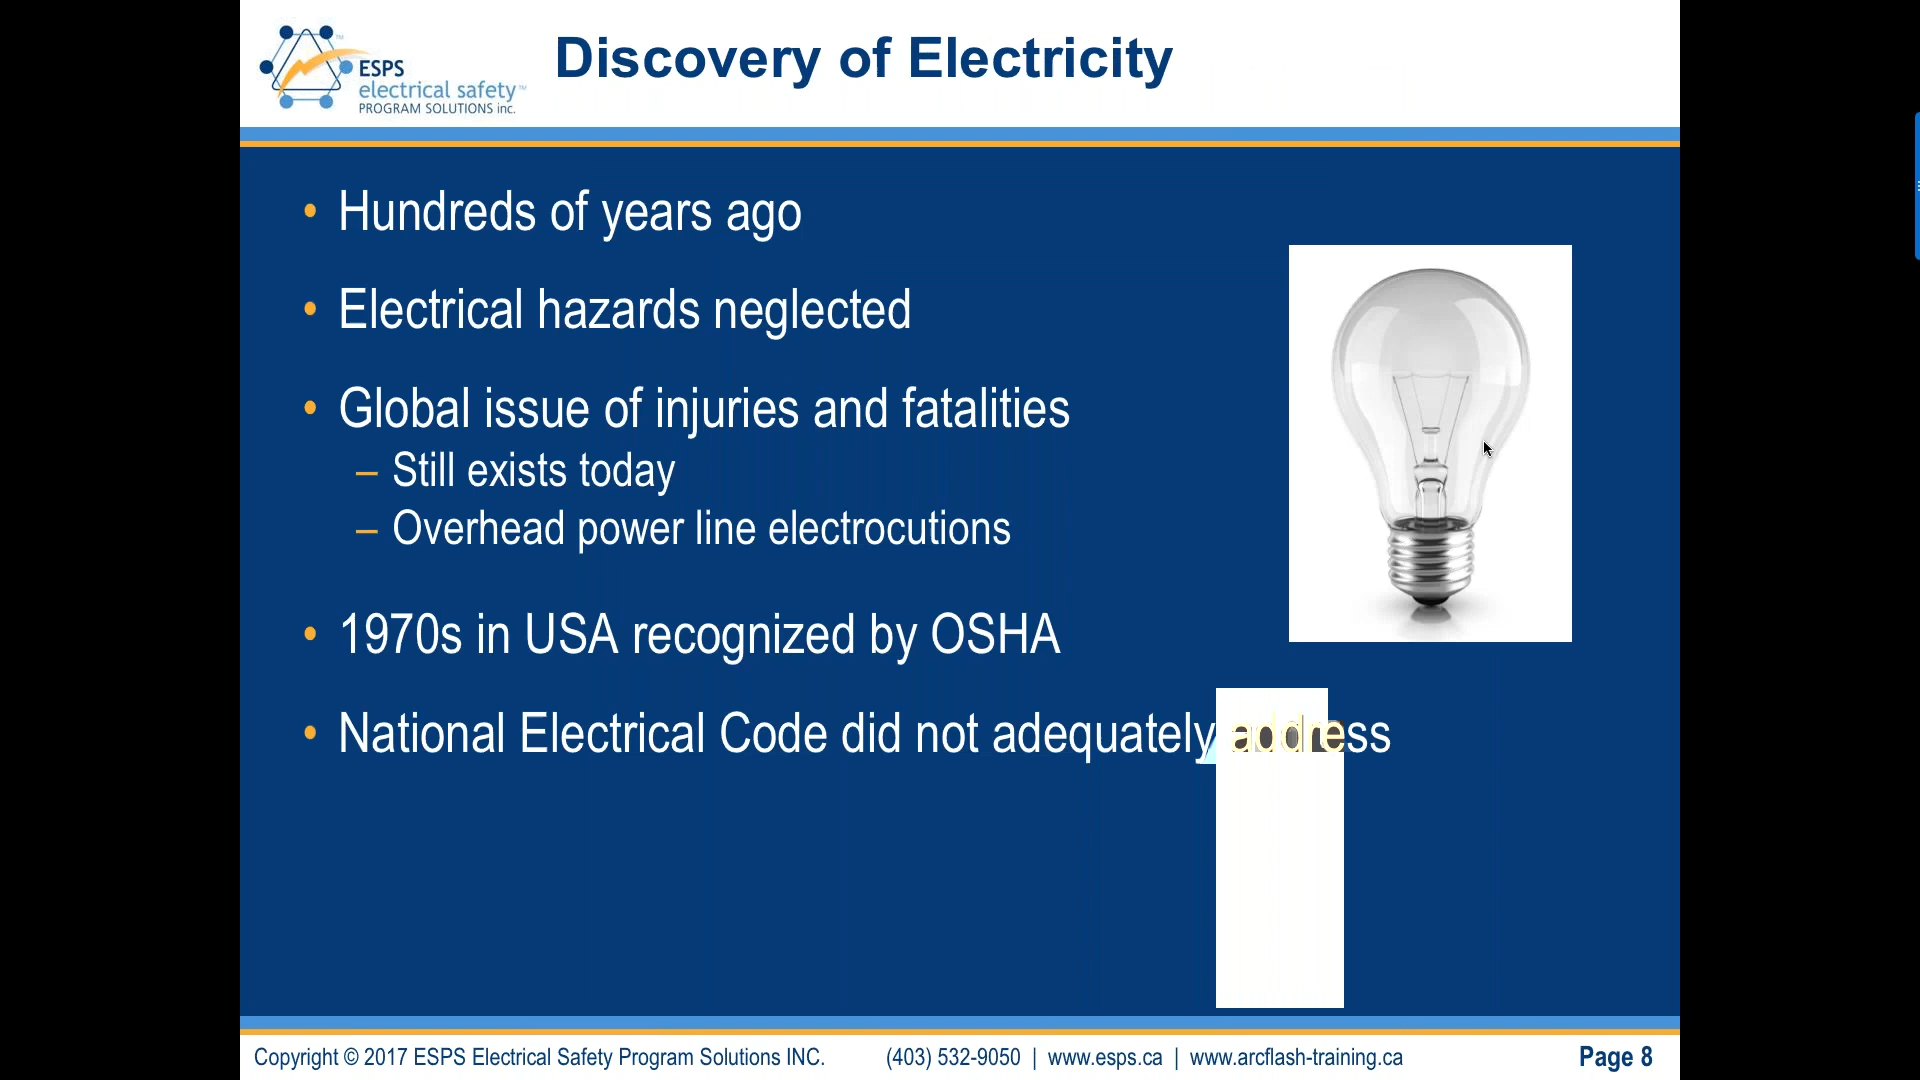 ESPS
electrical safety™
PROGRAM SOLUTIONS inc.
Discovery of Electricity
• Hundreds of years ago
• Electrical hazards neglected
• Global issue of injuries and fatalities
– Still exists today
– Overhead power line electrocutions
• 1970s in USA recognized by OSHA
• National Electrical Code did not adequately address
Copyright © 2017 ESPS Electrical Safety Program Solutions INC. (403) 532-9050 | www.esps.ca | www.arcflash-training.ca Page 8